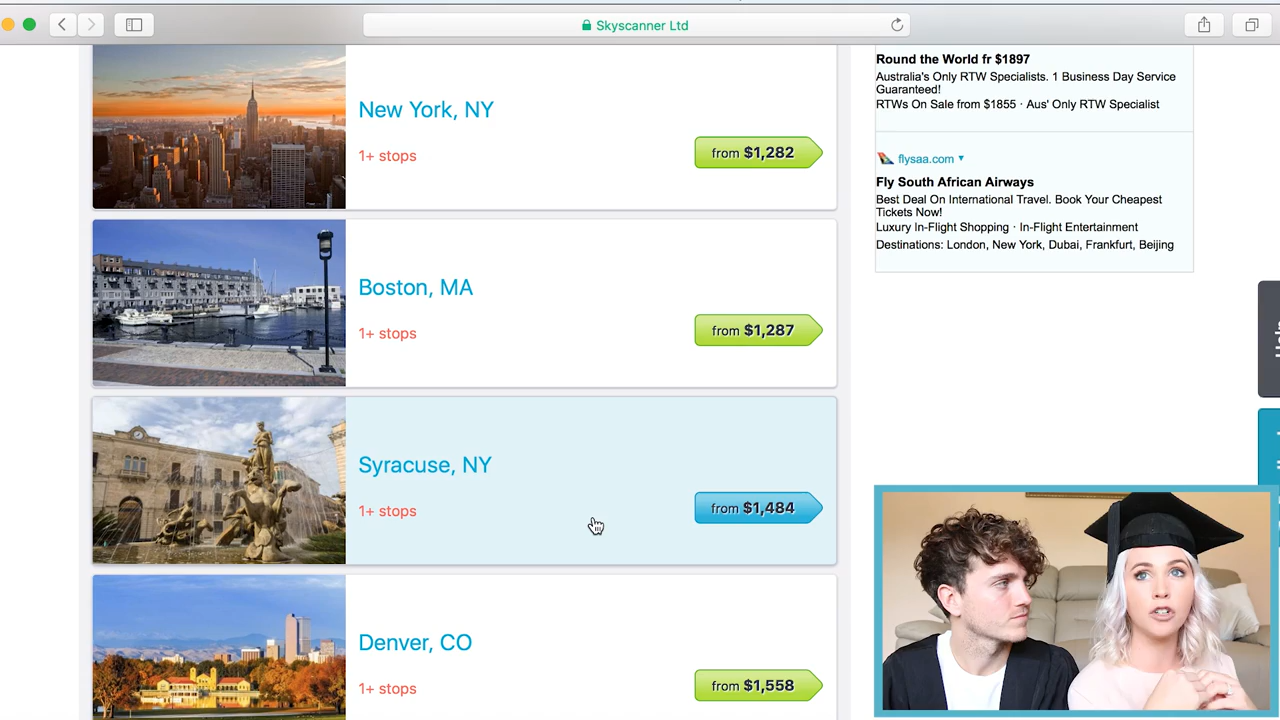 Skyscanner Ltd
New York, NY
1+ stops
from $1,282
Boston, MA
1+ stops
from $1,287
Syracuse, NY
1+ stops
from $1,484
Denver, CO
1+ stops
from $1,558
Round the World fr $1897
Australia's Only RTW Specialists. 1 Business Day Service
Guaranteed!
RTWs On Sale from $1855 · Aus' Only RTW Specialist
flysaa.com
Fly South African Airways
Best Deal On International Travel. Book Your Cheapest
Tickets Now!
Luxury In-Flight Shopping · In-Flight Entertainment
Destinations: London, New York, Dubai, Frankfurt, Beijing